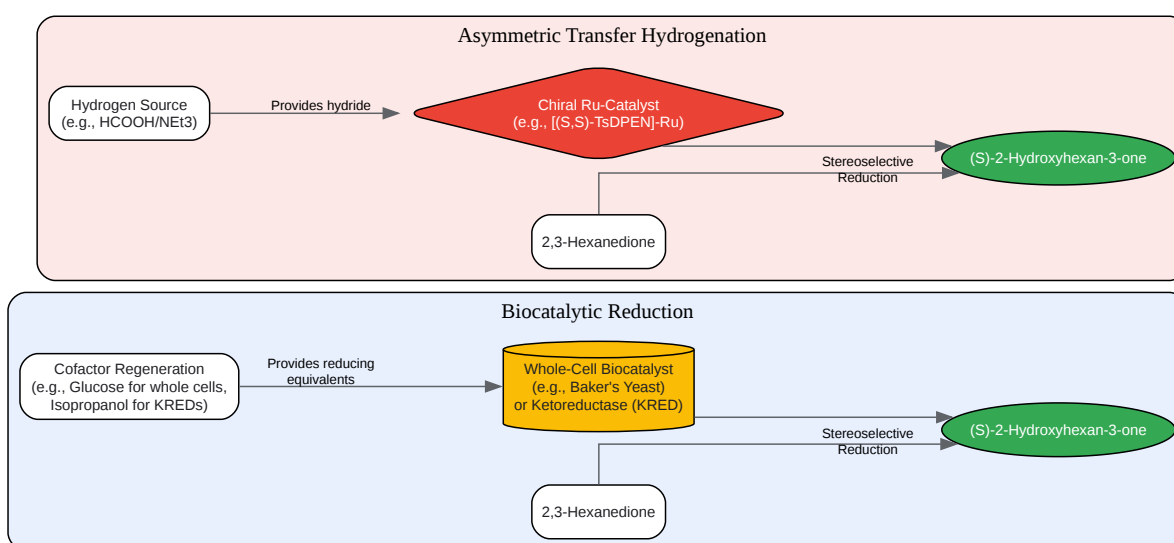 Asymmetric Transfer Hydrogenation
Hydrogen Source
(e.g., HCOOH/NEt3)
Provides hydride
Chiral Ru-Catalyst
(e.g., [(S,S)-TsDPEN]-Ru)
Stereoselective
Reduction
(S)-2-Hydroxyhexan-3-one
2,3-Hexanedione
Biocatalytic Reduction
Cofactor Regeneration
(e.g., Glucose for whole cells,
Isopropanol for KREDs)
Provides reducing
equivalents
Whole-Cell Biocatalyst
(e.g., Baker's Yeast)
or Ketoreductase (KRED)
Stereoselective
Reduction
(S)-2-Hydroxyhexan-3-one
2,3-Hexanedione